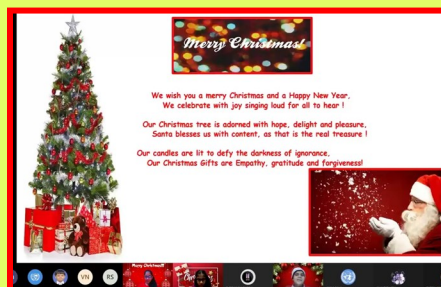 Merry Christmas!
We wish you a merry Christmas and a Happy New Year,
We celebrate with joy singing loud for all to hear !
Our Christmas tree is adorned with hope, delight and pleasure,
Santa blesses us with content, as that is the real treasure !
Our candles are lit to defy the darkness of ignorance,
Our Christmas Gifts are Empathy, gratitude and forgiveness!
VN
RS
Merry Christmas!!
H